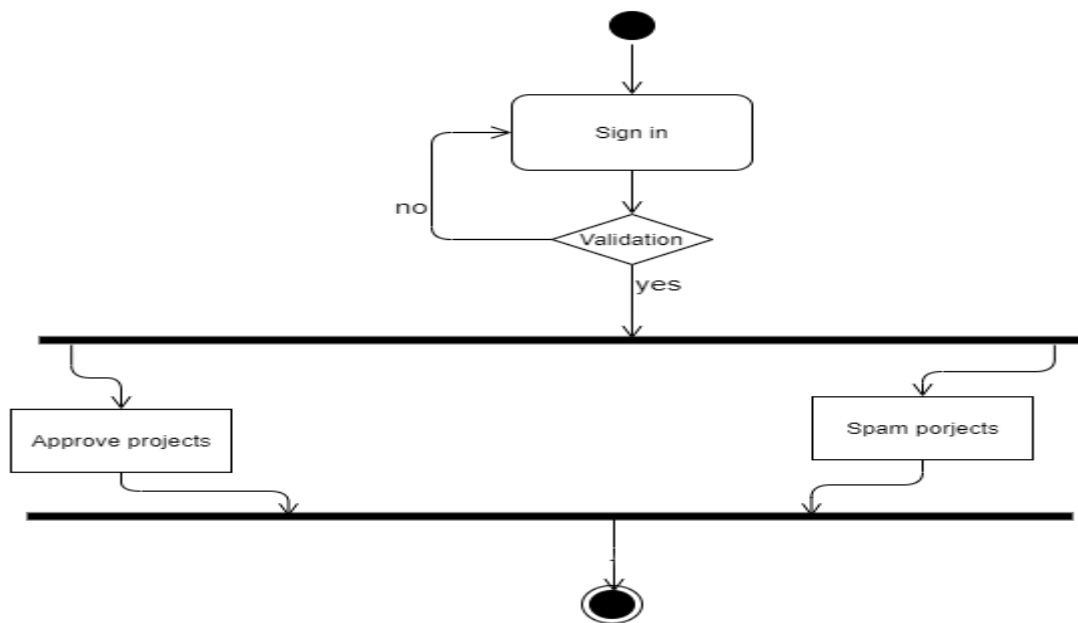 Sign in
no
Validation
yes
Approve projects
Spam porjects